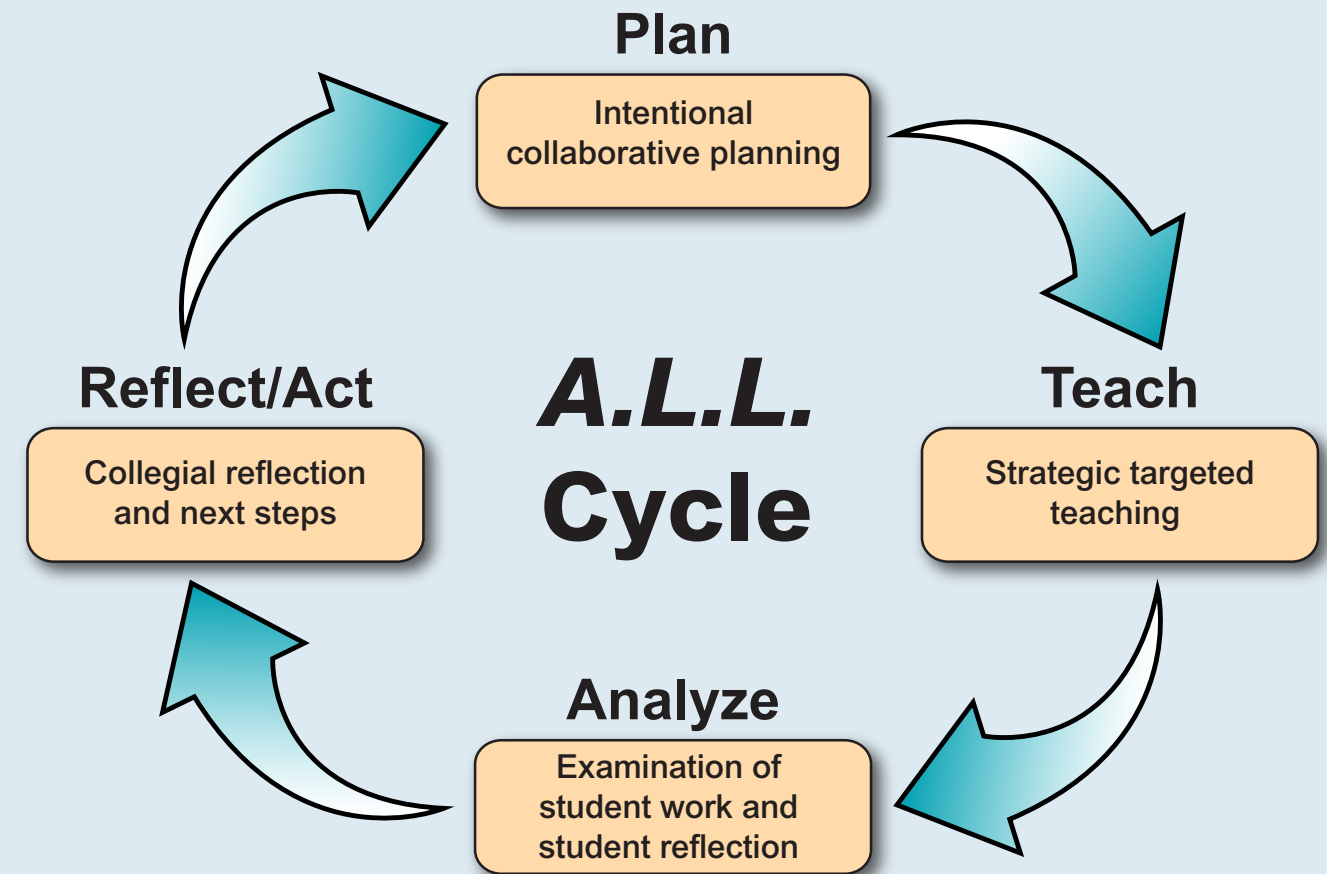 Plan
Intentional
collaborative planning
Reflect/Act
Collegial reflection
and next steps
A.L.L.
Cycle
Teach
Strategic targeted
teaching
Analyze
Examination of
student work and
student reflection